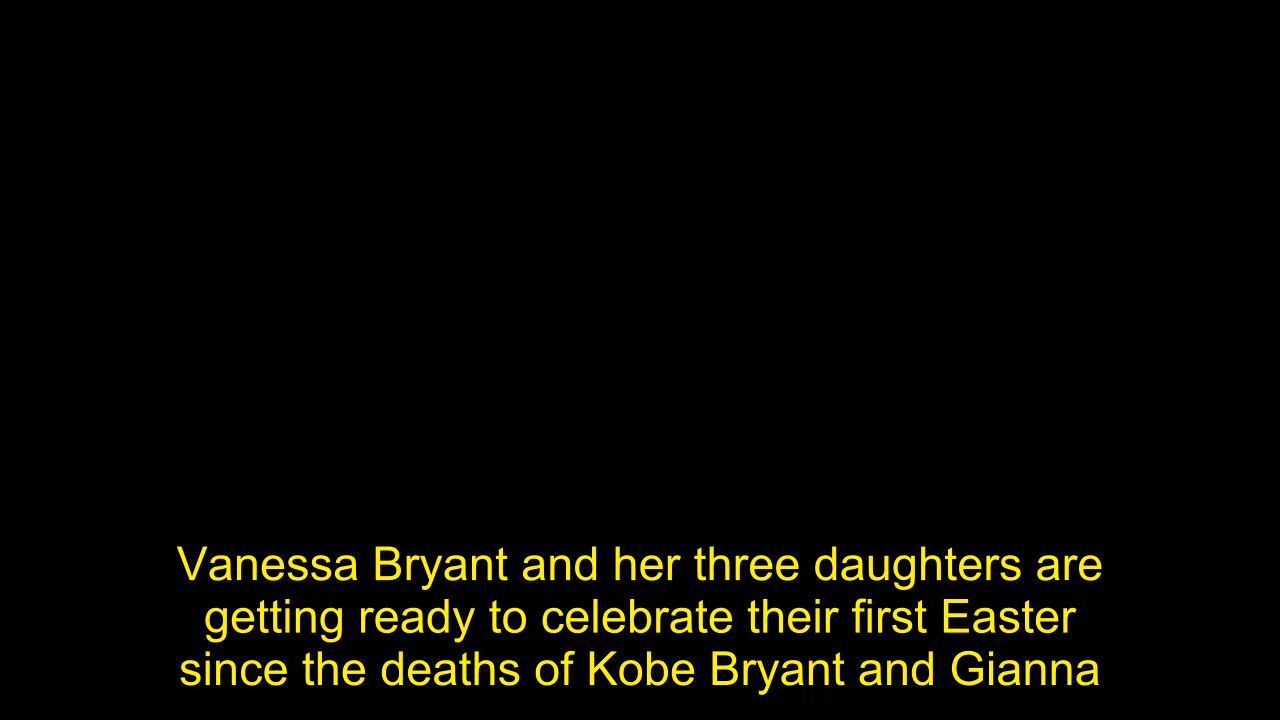 Vanessa Bryant and her three daughters are
getting ready to celebrate their first Easter
since the deaths of Kobe Bryant and Gianna